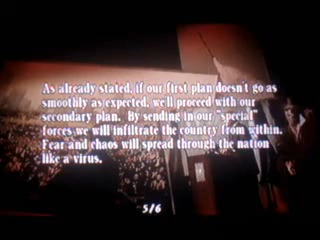 As already stated, if our first plan doesn't go as
smoothly as expected, we'll proceed with our
secondary plan. By sending in our "special"
forces we will infiltrate the country from within.
Fear and chaos will spread through the nation
like a virus.
5/6